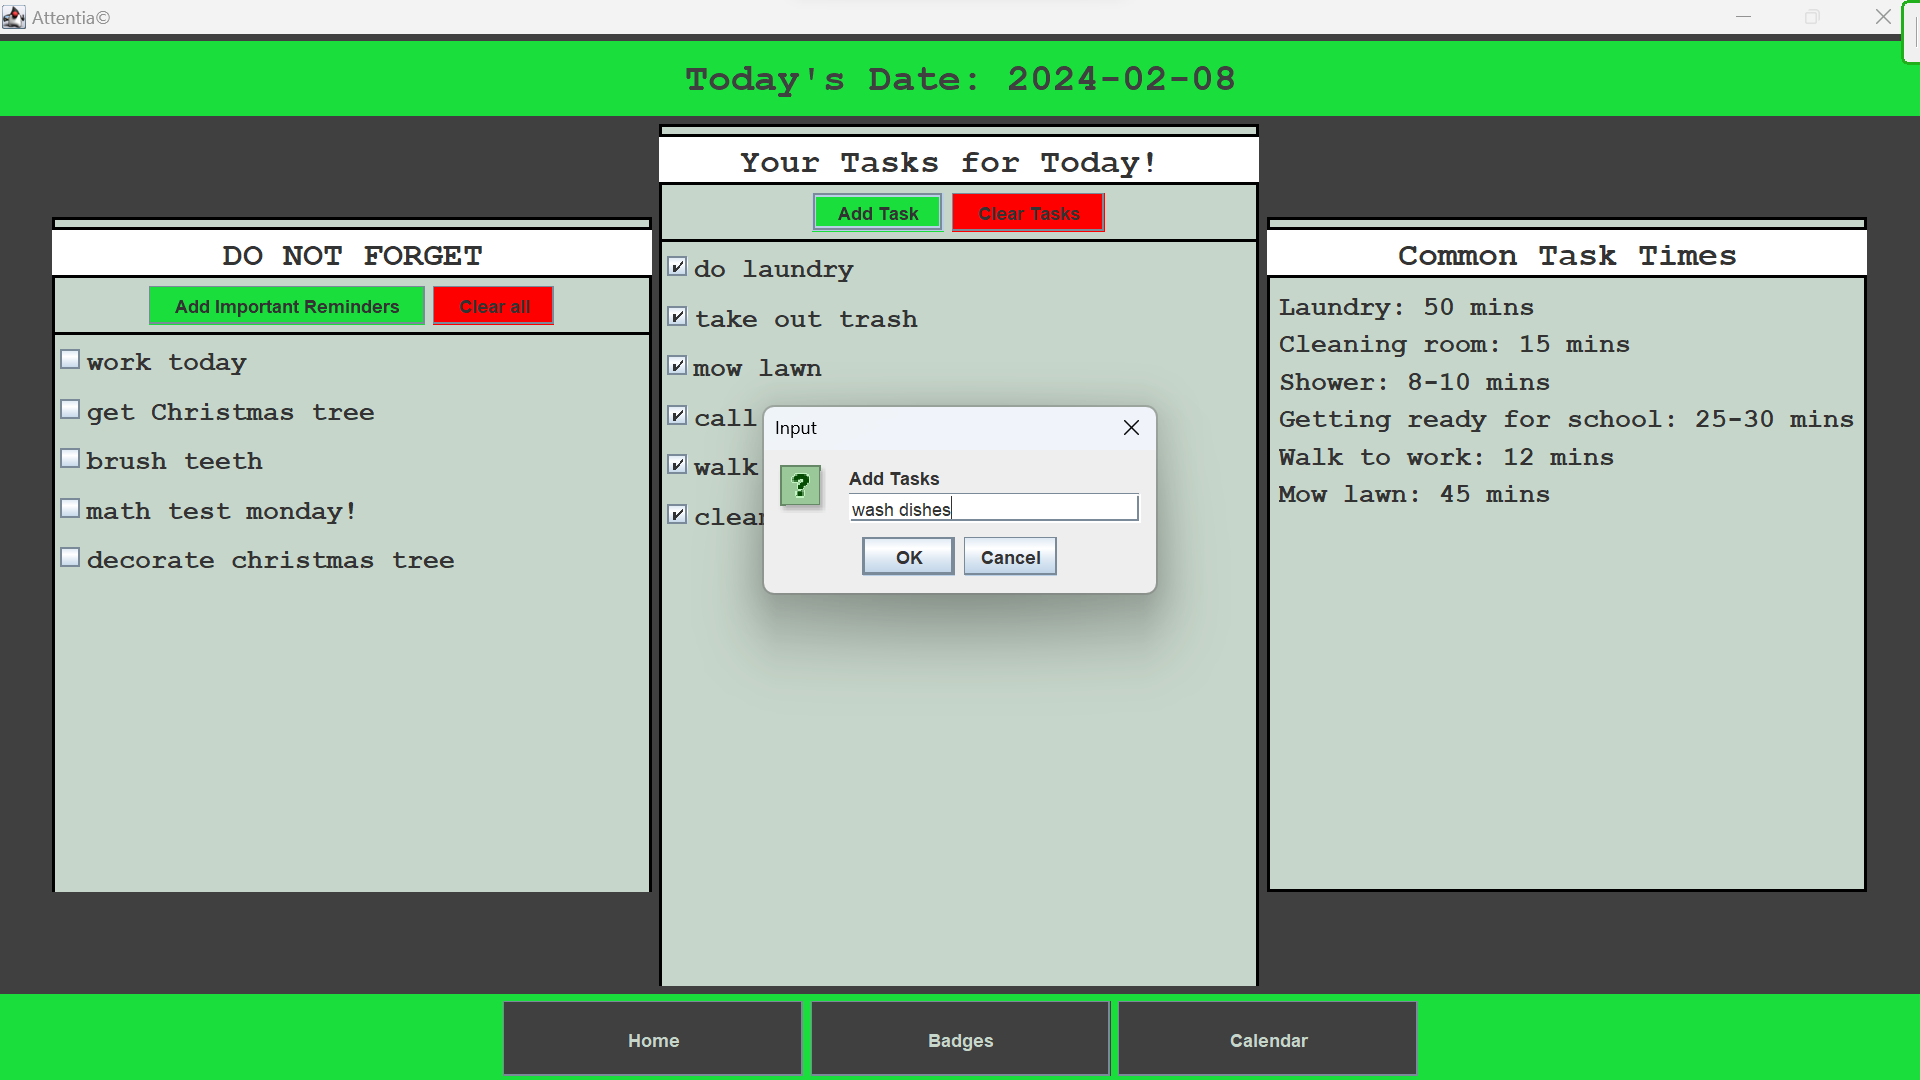 Attentia©
Today's Date: 2024-02-08
DO NOT FORGET
Add Important Reminders
Clear all
work today
get Christmas tree
brush teeth
math test monday!
decorate christmas tree
Your Tasks for Today!
Add Task
Clear Tasks
do laundry
take out trash
mow lawn
call
walk
Input
Add Tasks
wash dishes
OK
Cancel
Common Task Times
Laundry: 50 mins
Cleaning room: 15 mins
Shower: 8-10 mins
Getting ready for school: 25-30 mins
Walk to work: 12 mins
Mow lawn: 45 mins
Home
Badges
Calendar